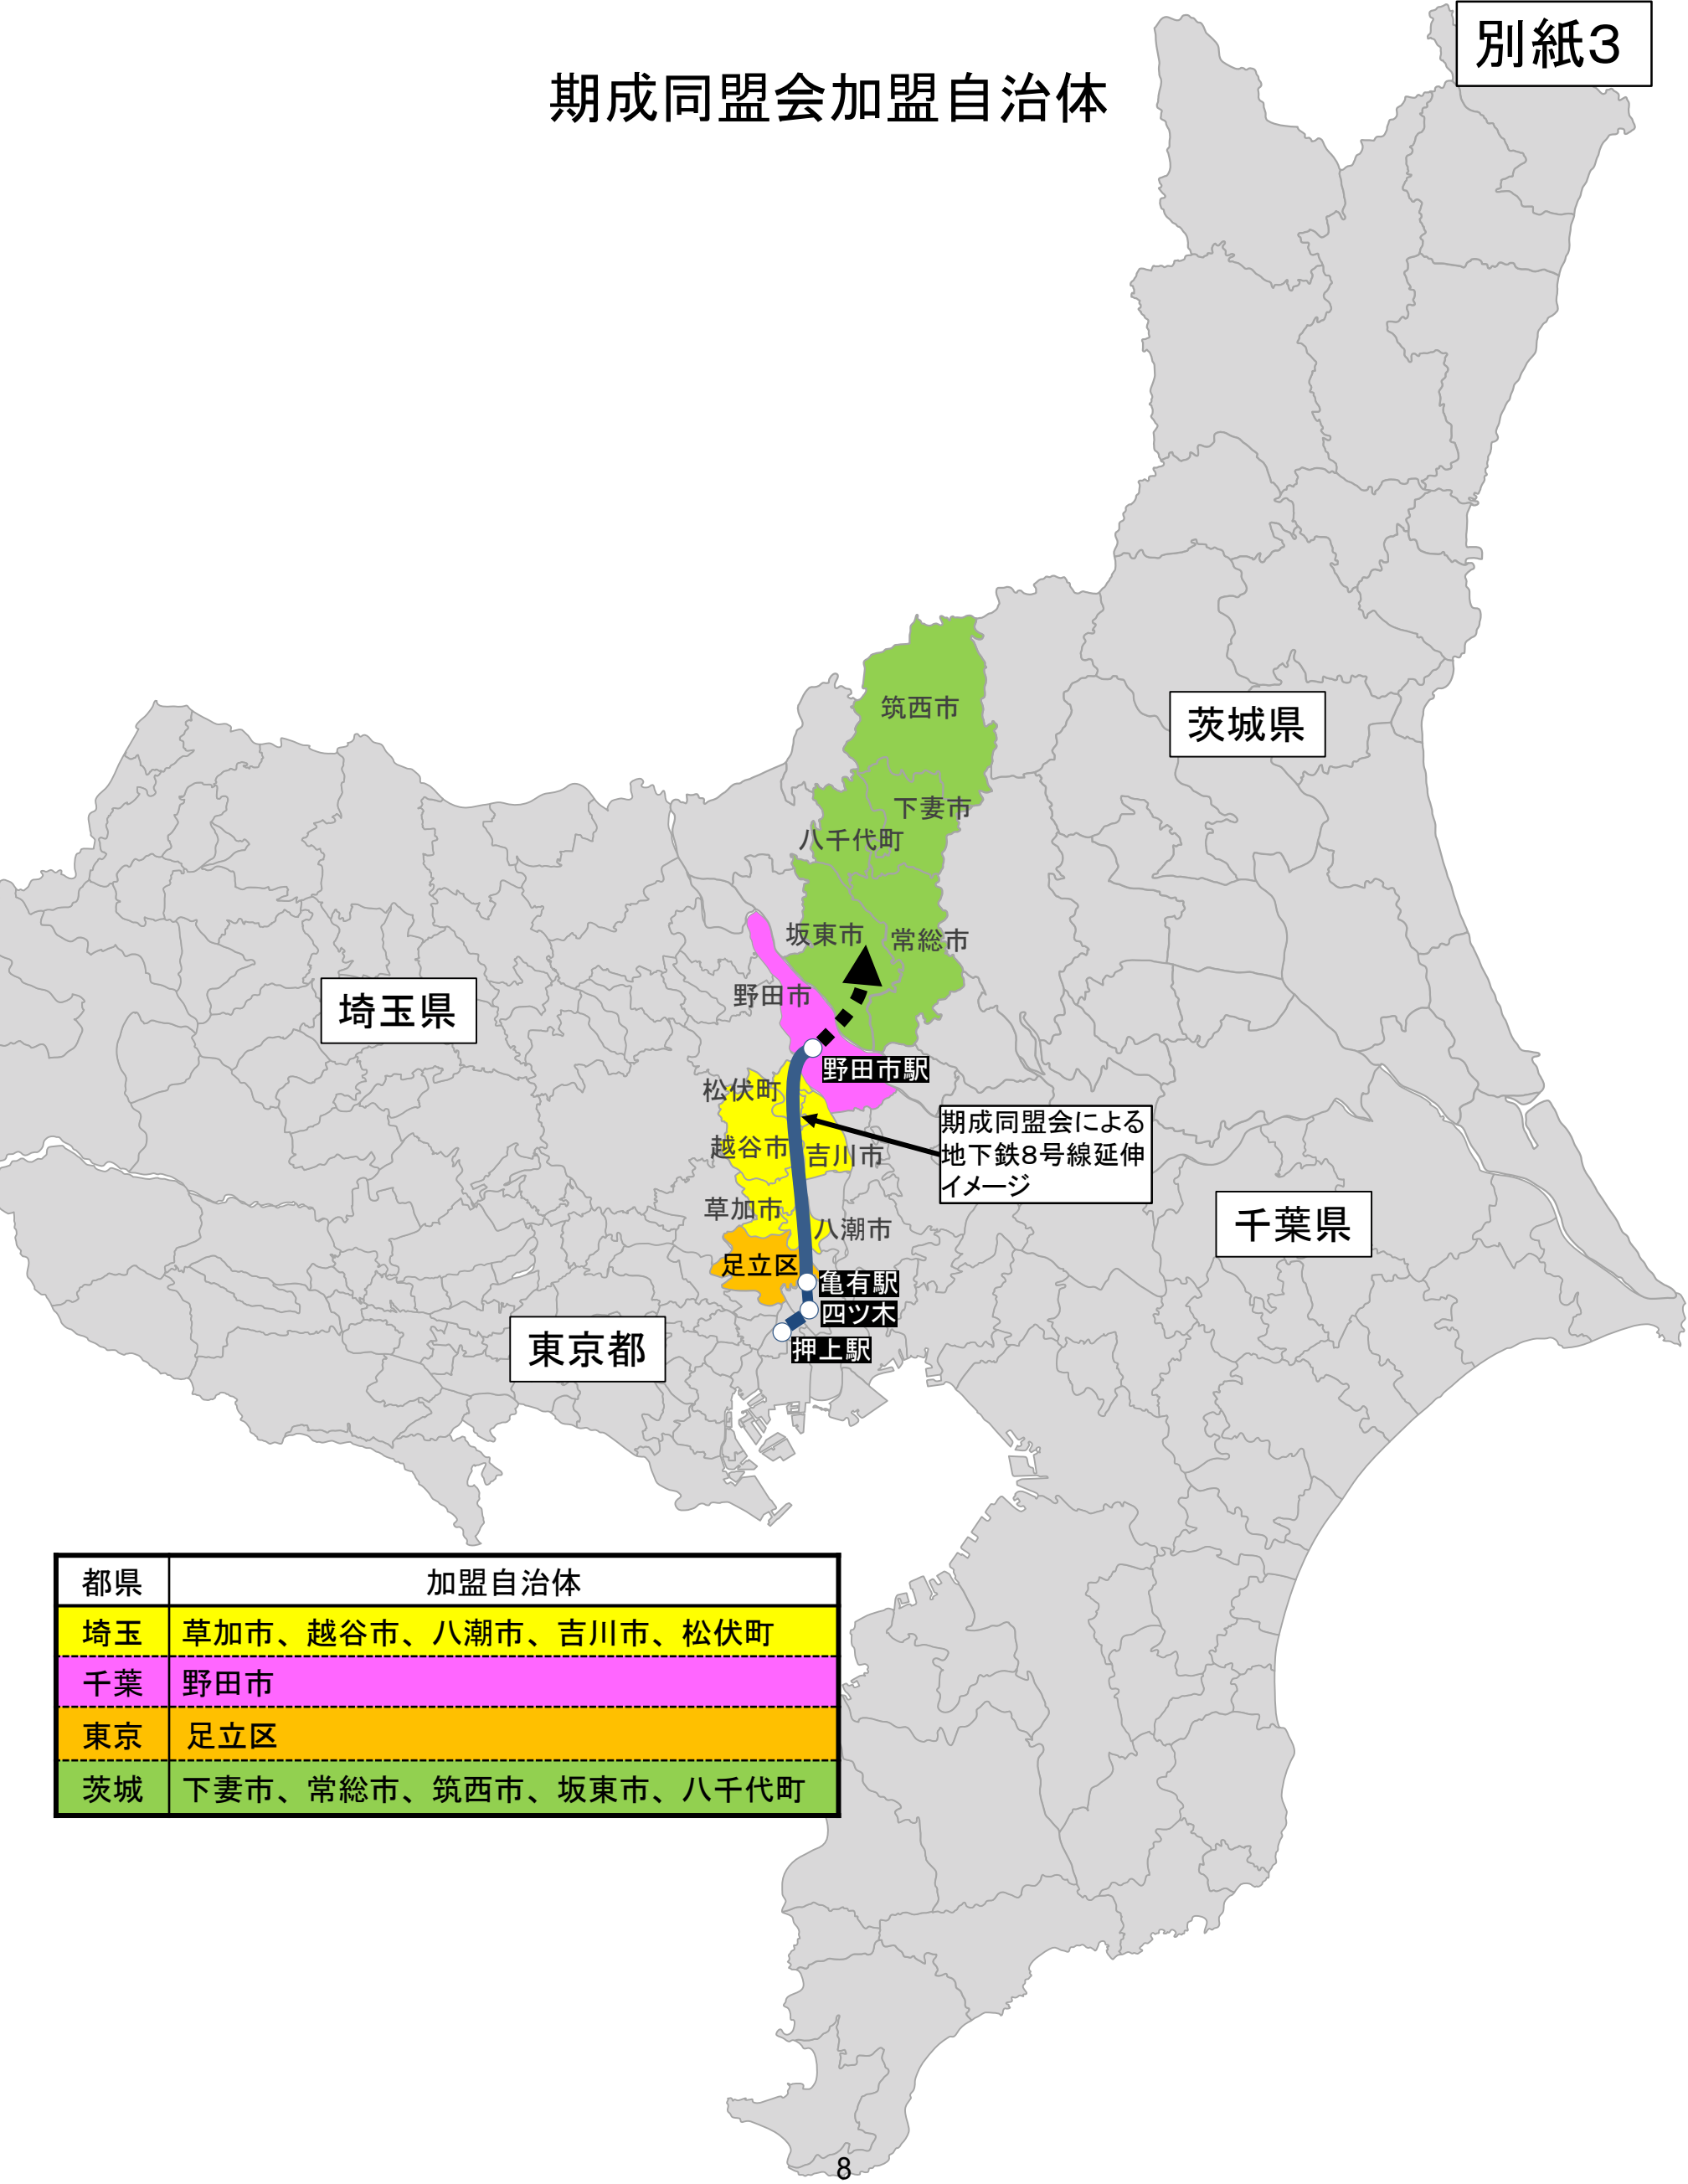 別紙３
期成同盟会加盟自治体
筑西市
茨城県
下妻市
八千代町
坂東市
常総市
野田市
埼玉県
野田市駅
松伏町
期成同盟会による
地下鉄８号線延伸
イメージ
越谷市
吉川市
草加市
八潮市
千葉県
足立区
亀有駅
四ツ木
東京都
押上駅
都県 加盟自治体
埼玉 草加市、越谷市、八潮市、吉川市、松伏町
千葉 野田市
東京 足立区
茨城 下妻市、常総市、筑西市、坂東市、八千代町
8